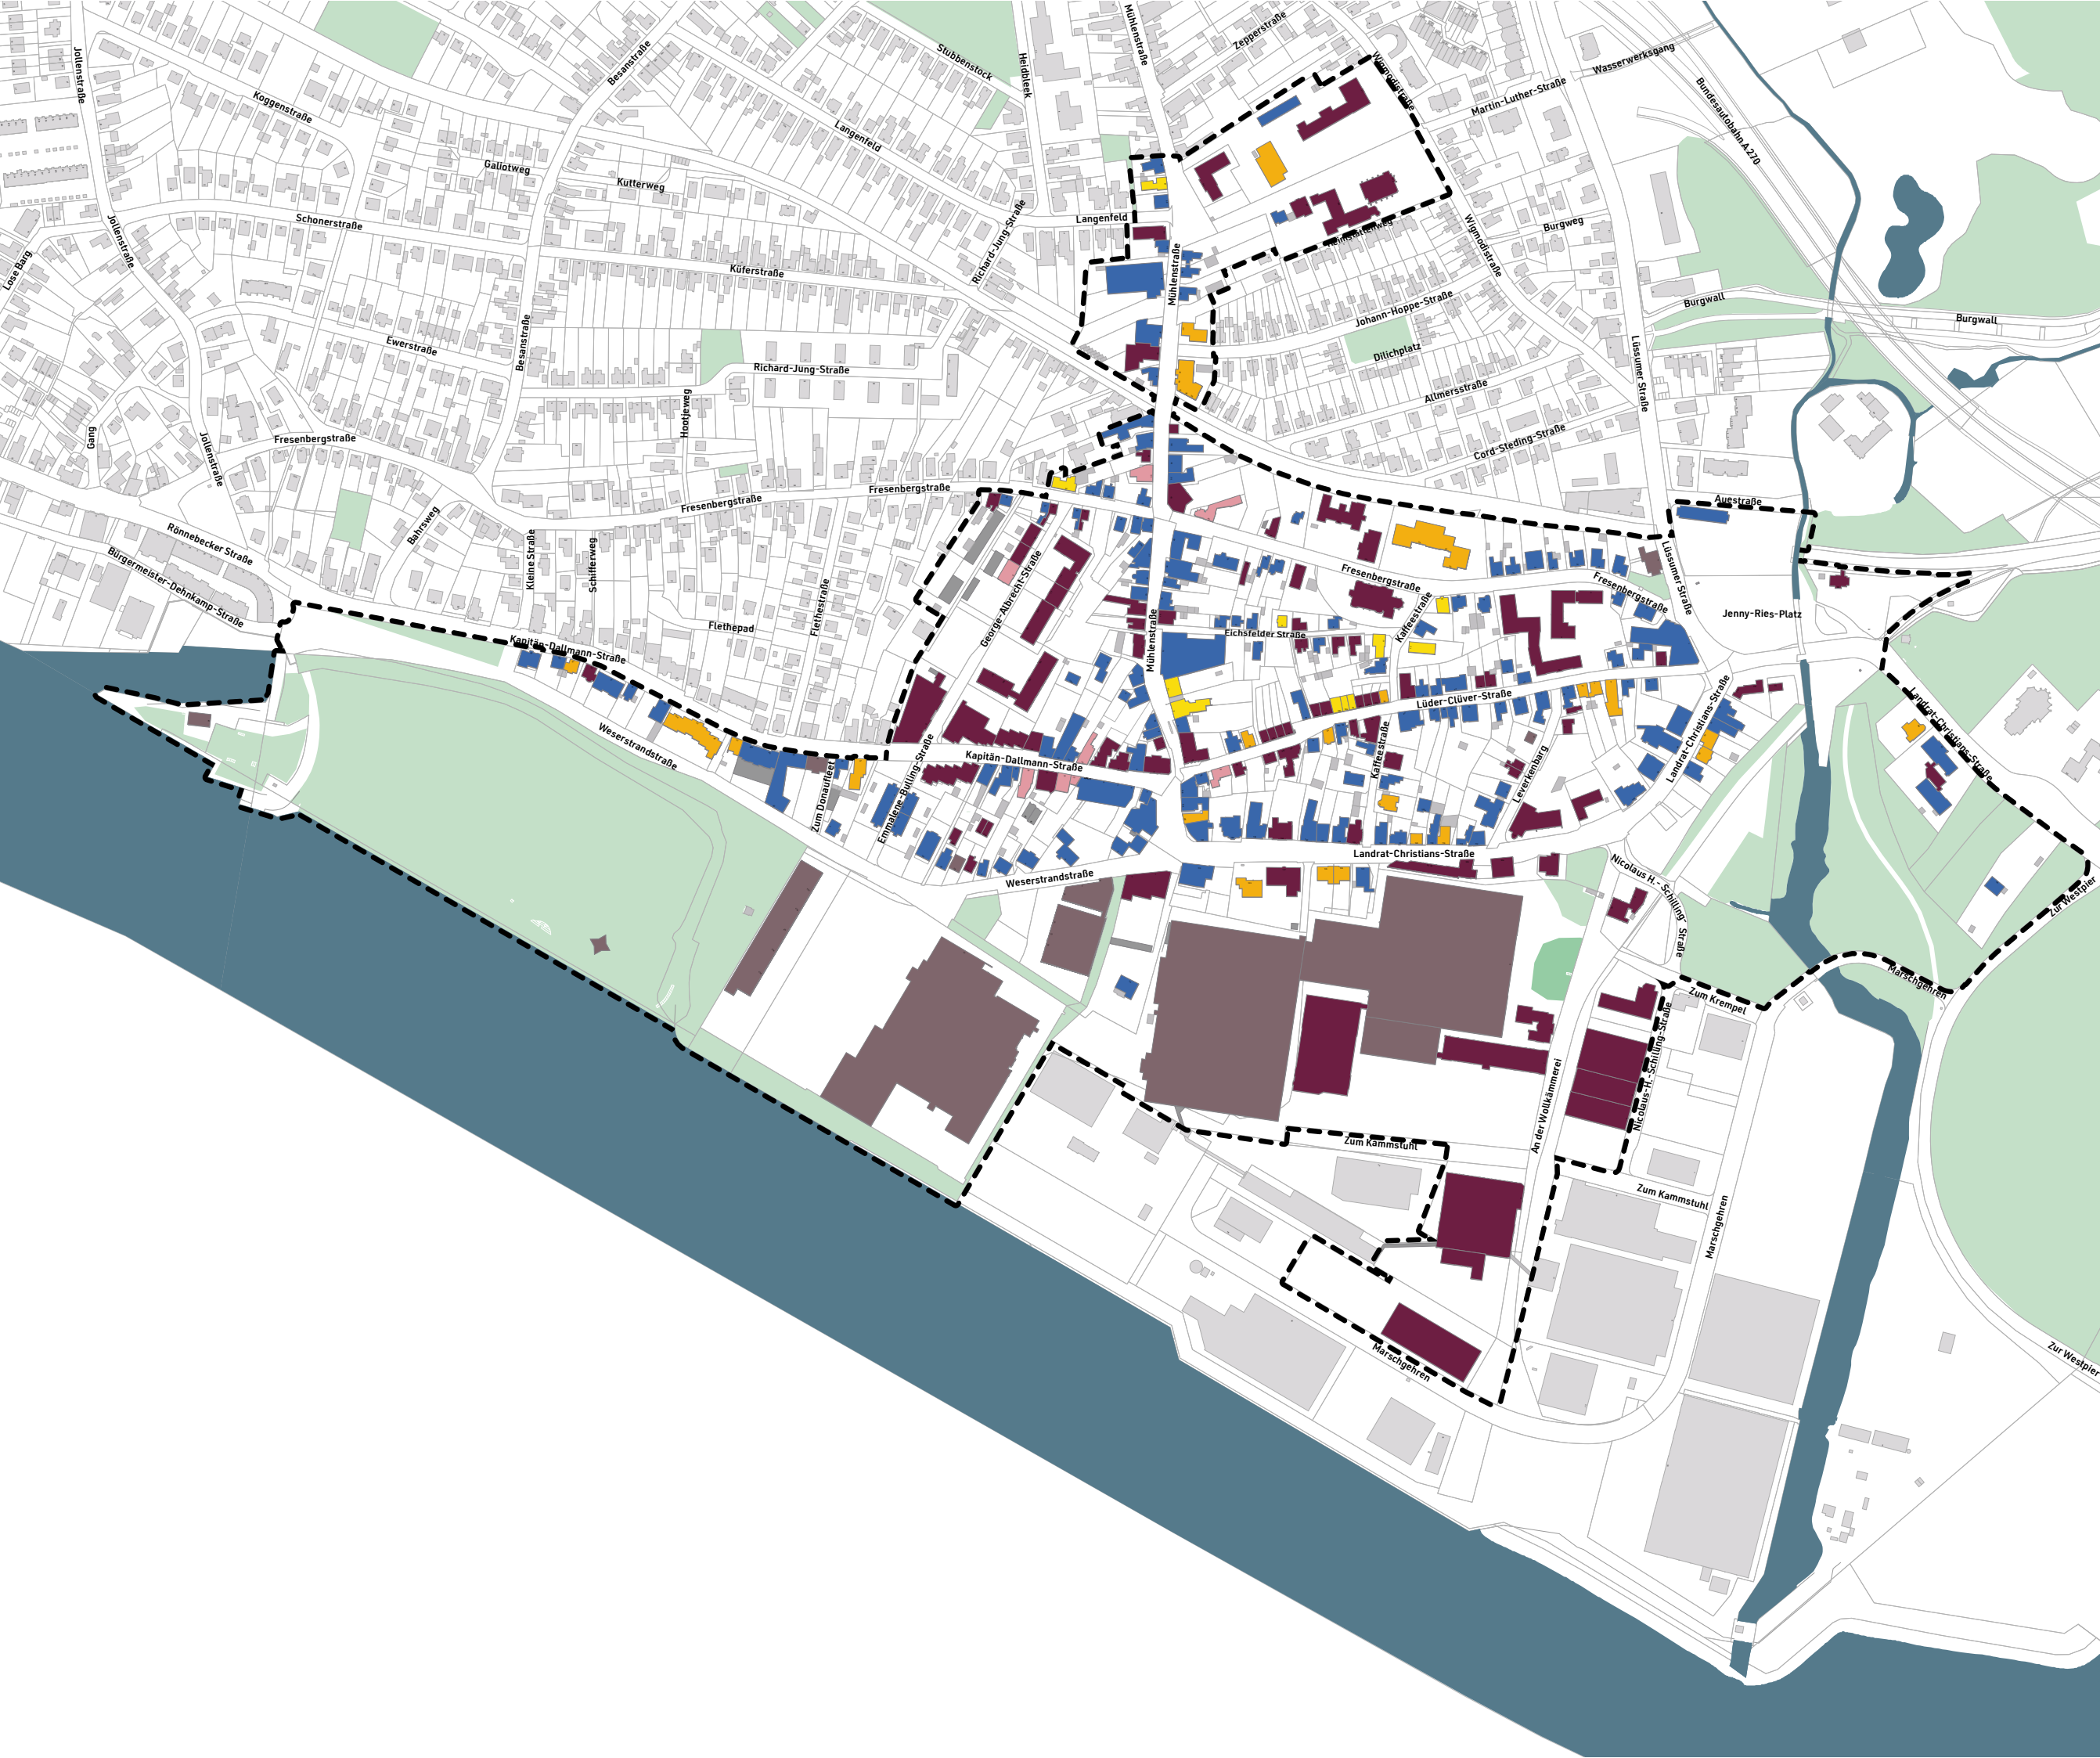 Jollenstraße
Koggenstraße
Besanstraße
Stubbenstock
Heidbleek
Mühlenstraße
Zepperstraße
Wigmodistraße
Wasserwerksgang
Martin-Luther-Straße
Bundesautobahn A 270
Langenfeld
Galiotweg
Kutterweg
Schonerstraße
Jollenstraße
Lose Barg
Küferstraße
Richard-Jung-Straße
Langenfeld
Mühlenstraße
Heimstättenweg
Wigmodistraße
Burgweg
Burgwall
Burgwall
Johann-Hoppe-Straße
Dilichplatz
Allmersstraße
Lüssumer Straße
Cord-Steding-Straße
Ewerstraße
Besanstraße
Richard-Jung-Straße
Hootjeweg
Gang
Jollenstraße
Fresenbergstraße
Fresenbergstraße
Fresenbergstraße
Auestraße
Rönnebecker Straße
Bürgermeister-Dehnkamp-Straße
Bahrsweg
Kleine Straße
Schifferweg
Flethestraße
Flethepad
George-Albrecht-Straße
Mühlenstraße
Fresenbergstraße
Kaffeestraße
Eichsfelder Straße
Fresenbergstraße
Lüssumer Straße
Jenny-Ries-Platz
Kapitän-Dallmann-Straße
Weserstrandstraße
Zum Donaufleet
Emmalene-Bulling-Straße
Kapitän-Dallmann-Straße
Lüder-Clüver-Straße
Kaffeestraße
Leverkenbarg
Landrat-Christians-Straße
Landrat-Christians-Straße
Weserstrandstraße
Landrat-Christians-Straße
Nicolaus H.- Schilling-
Straße
Zur Westpier
Marschgehren
Zum Krempel
Nicolaus-H.-Schilling-Straße
An der Wollkämmerei
Zum Kammstuhl
Zum Kammstuhl
Marschgehren
Marschgehren
Zur Westpier